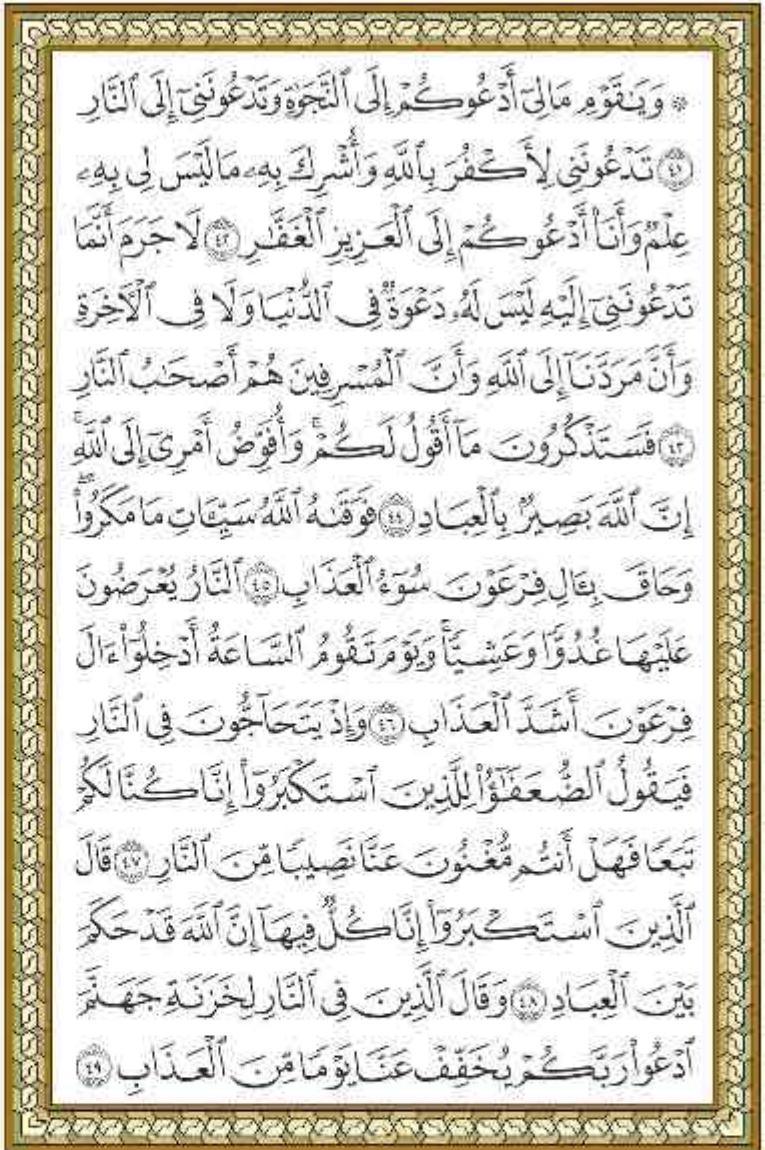 ۞ وَيَٰقَوْمِ مَا لِىٓ أَدْعُوكُمْ إِلَى ٱلنَّجَوٰةِ وَتَدْعُونَنِىٓ إِلَى ٱلنَّارِ
۝٤١ تَدْعُونَنِى لِأَكْفُرَ بِٱللَّهِ وَأُشْرِكَ بِهِۦ مَا لَيْسَ لِى بِهِۦ
عِلْمٌ وَأَنَا۠ أَدْعُوكُمْ إِلَى ٱلْعَزِيزِ ٱلْغَفَّٰرِ ۝٤٢ لَا جَرَمَ أَنَّمَا
تَدْعُونَنِىٓ إِلَيْهِ لَيْسَ لَهُۥ دَعْوَةٌ فِى ٱلدُّنْيَا وَلَا فِى ٱلْءَاخِرَةِ
وَأَنَّ مَرَدَّنَآ إِلَى ٱللَّهِ وَأَنَّ ٱلْمُسْرِفِينَ هُمْ أَصْحَٰبُ ٱلنَّارِ
۝٤٣ فَسَتَذْكُرُونَ مَآ أَقُولُ لَكُمْ ۚ وَأُفَوِّضُ أَمْرِىٓ إِلَى ٱللَّهِ ۚ
إِنَّ ٱللَّهَ بَصِيرٌۢ بِٱلْعِبَادِ ۝٤٤ فَوَقَىٰهُ ٱللَّهُ سَيِّـَٔاتِ مَا مَكَرُوا۟ ۖ
وَحَاقَ بِـَٔالِ فِرْعَوْنَ سُوٓءُ ٱلْعَذَابِ ۝٤٥ ٱلنَّارُ يُعْرَضُونَ
عَلَيْهَا غُدُوًّا وَعَشِيًّا ۖ وَيَوْمَ تَقُومُ ٱلسَّاعَةُ أَدْخِلُوٓا۟ ءَالَ
فِرْعَوْنَ أَشَدَّ ٱلْعَذَابِ ۝٤٦ وَإِذْ يَتَحَآجُّونَ فِى ٱلنَّارِ
فَيَقُولُ ٱلضُّعَفَٰٓؤُا۟ لِلَّذِينَ ٱسْتَكْبَرُوٓا۟ إِنَّا كُنَّا لَكُمْ
تَبَعًا فَهَلْ أَنتُم مُّغْنُونَ عَنَّا نَصِيبًا مِّنَ ٱلنَّارِ ۝٤٧ قَالَ
ٱلَّذِينَ ٱسْتَكْبَرُوٓا۟ إِنَّا كُلٌّ فِيهَآ إِنَّ ٱللَّهَ قَدْ حَكَمَ
بَيْنَ ٱلْعِبَادِ ۝٤٨ وَقَالَ ٱلَّذِينَ فِى ٱلنَّارِ لِخَزَنَةِ جَهَنَّمَ
ٱدْعُوا۟ رَبَّكُمْ يُخَفِّفْ عَنَّا يَوْمًا مِّنَ ٱلْعَذَابِ ۝٤٩